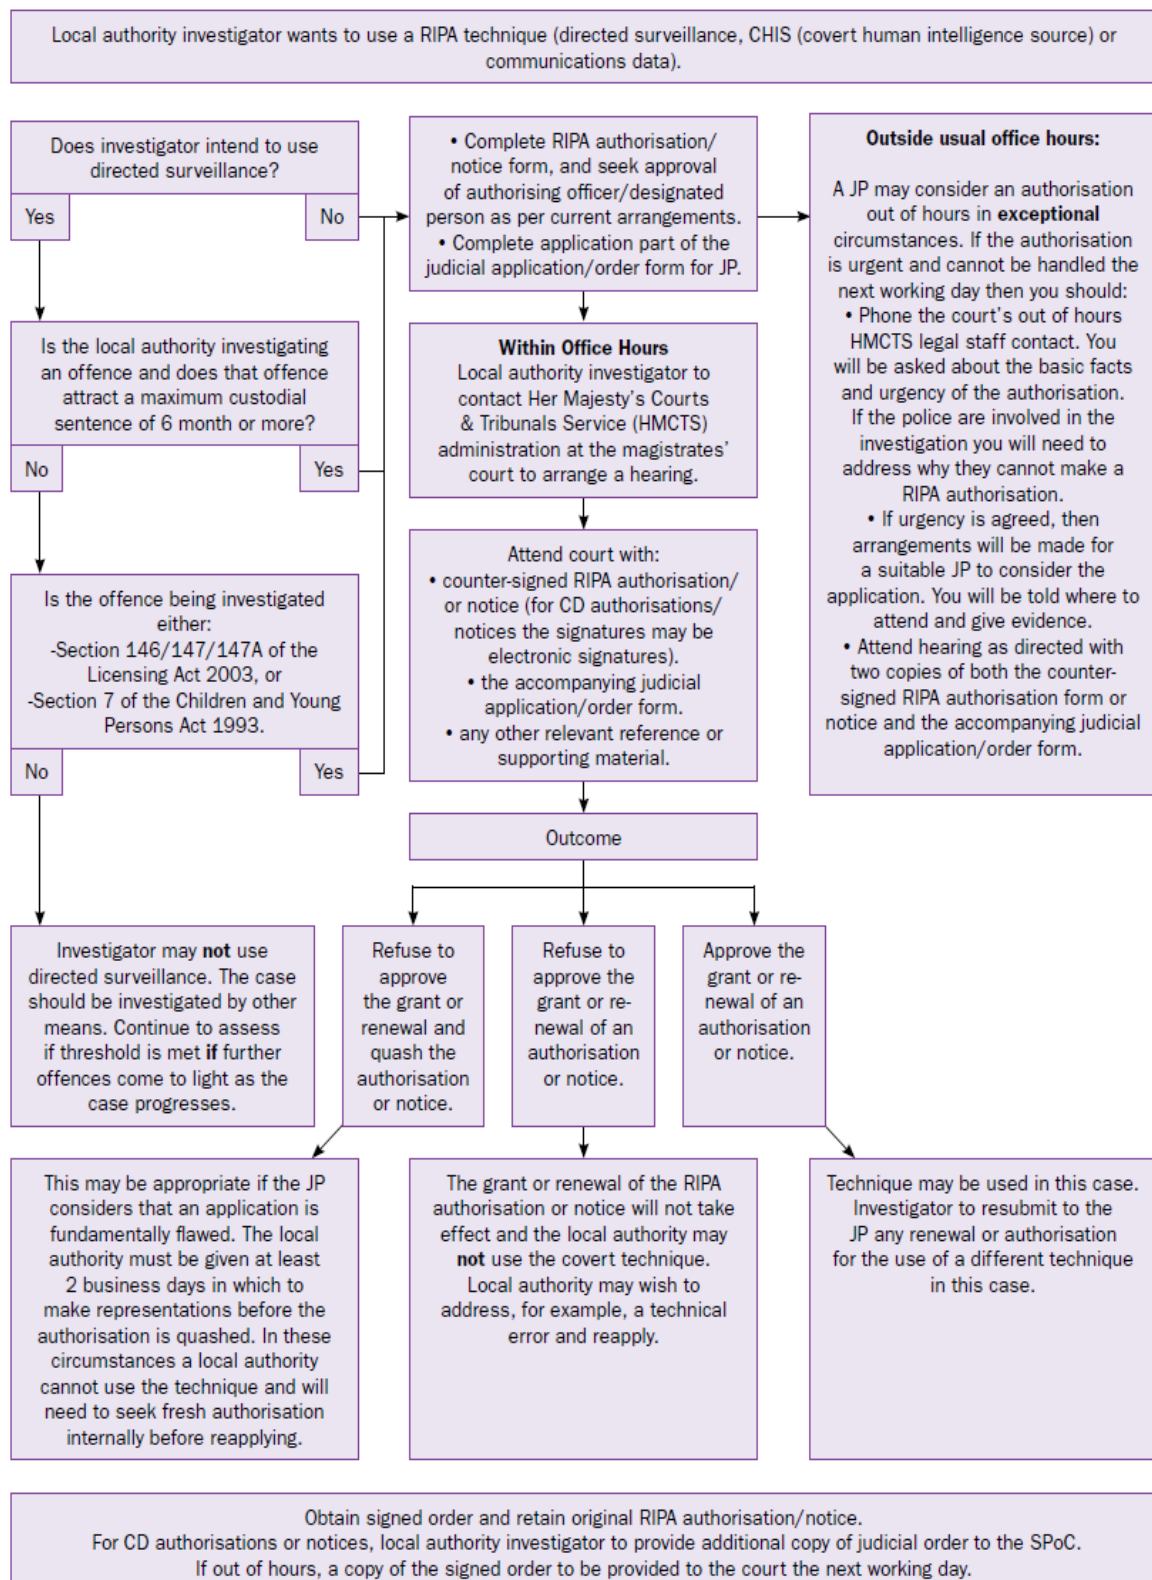 Local authority investigator wants to use a RIPA technique (directed surveillance, CHIS (covert human intelligence source) or
communications data).
Does investigator intend to use
directed surveillance?
Yes
No
Is the local authority investigating
an offence and does that offence
attract a maximum custodial
sentence of 6 month or more?
No
Yes
Is the offence being investigated
either:
-Section 146/147/147A of the
Licensing Act 2003, or
-Section 7 of the Children and Young
Persons Act 1993.
No
Yes
• Complete RIPA authorisation/
notice form, and seek approval
of authorising officer/designated
person as per current arrangements.
• Complete application part of the
judicial application/order form for JP.
Within Office Hours
Local authority investigator to
contact Her Majesty's Courts
& Tribunals Service (HMCTS)
administration at the magistrates'
court to arrange a hearing.
Attend court with:
• counter-signed RIPA authorisation/
or notice (for CD authorisations/
notices the signatures may be
electronic signatures).
• the accompanying judicial
application/order form.
• any other relevant reference or
supporting material.
Outside usual office hours:
A JP may consider an authorisation
out of hours in exceptional
circumstances. If the authorisation
is urgent and cannot be handled the
next working day then you should:
• Phone the court's out of hours
HMCTS legal staff contact. You
will be asked about the basic facts
and urgency of the authorisation.
If the police are involved in the
investigation you will need to
address why they cannot make a
RIPA authorisation.
• If urgency is agreed, then
arrangements will be made for
a suitable JP to consider the
application. You will be told where to
attend and give evidence.
• Attend hearing as directed with
two copies of both the counter-
signed RIPA authorisation form or
notice and the accompanying judicial
application/order form.
Outcome
Investigator may not use
directed surveillance. The case
should be investigated by other
means. Continue to assess
if threshold is met if further
offences come to light as the
case progresses.
Refuse to
approve
the grant or
renewal and
quash the
authorisation
or notice.
Refuse to
approve the
grant or re-
newal of an
authorisation
or notice.
Approve the
grant or re-
newal of an
authorisation
or notice.
This may be appropriate if the JP
considers that an application is
fundamentally flawed. The local
authority must be given at least
2 business days in which to
make representations before the
authorisation is quashed. In these
circumstances a local authority
cannot use the technique and will
need to seek fresh authorisation
internally before reapplying.
The grant or renewal of the RIPA
authorisation or notice will not take
effect and the local authority may
not use the covert technique.
Local authority may wish to
address, for example, a technical
error and reapply.
Technique may be used in this case.
Investigator to resubmit to the
JP any renewal or authorisation
for the use of a different technique
in this case.
Obtain signed order and retain original RIPA authorisation/notice.
For CD authorisations or notices, local authority investigator to provide additional copy of judicial order to the SPoC.
If out of hours, a copy of the signed order to be provided to the court the next working day.